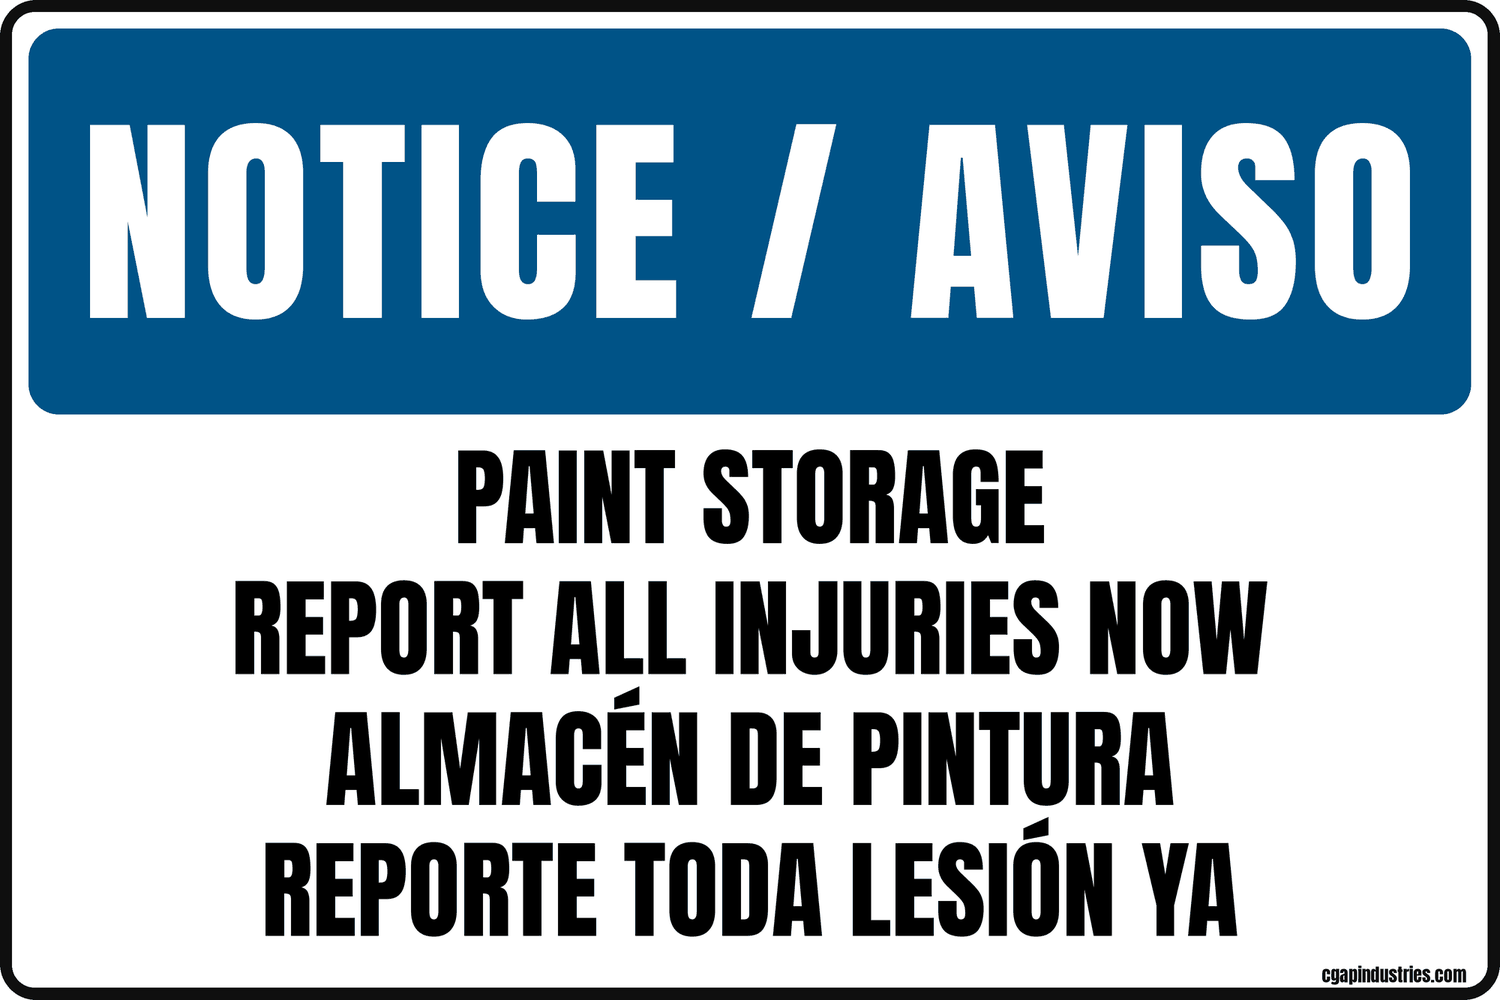 NOTICE / AVISO
PAINT STORAGE
REPORT ALL INJURIES NOW
ALMACÉN DE PINTURA
REPORTE TODA LESIÓN YA
cgapindustries.com